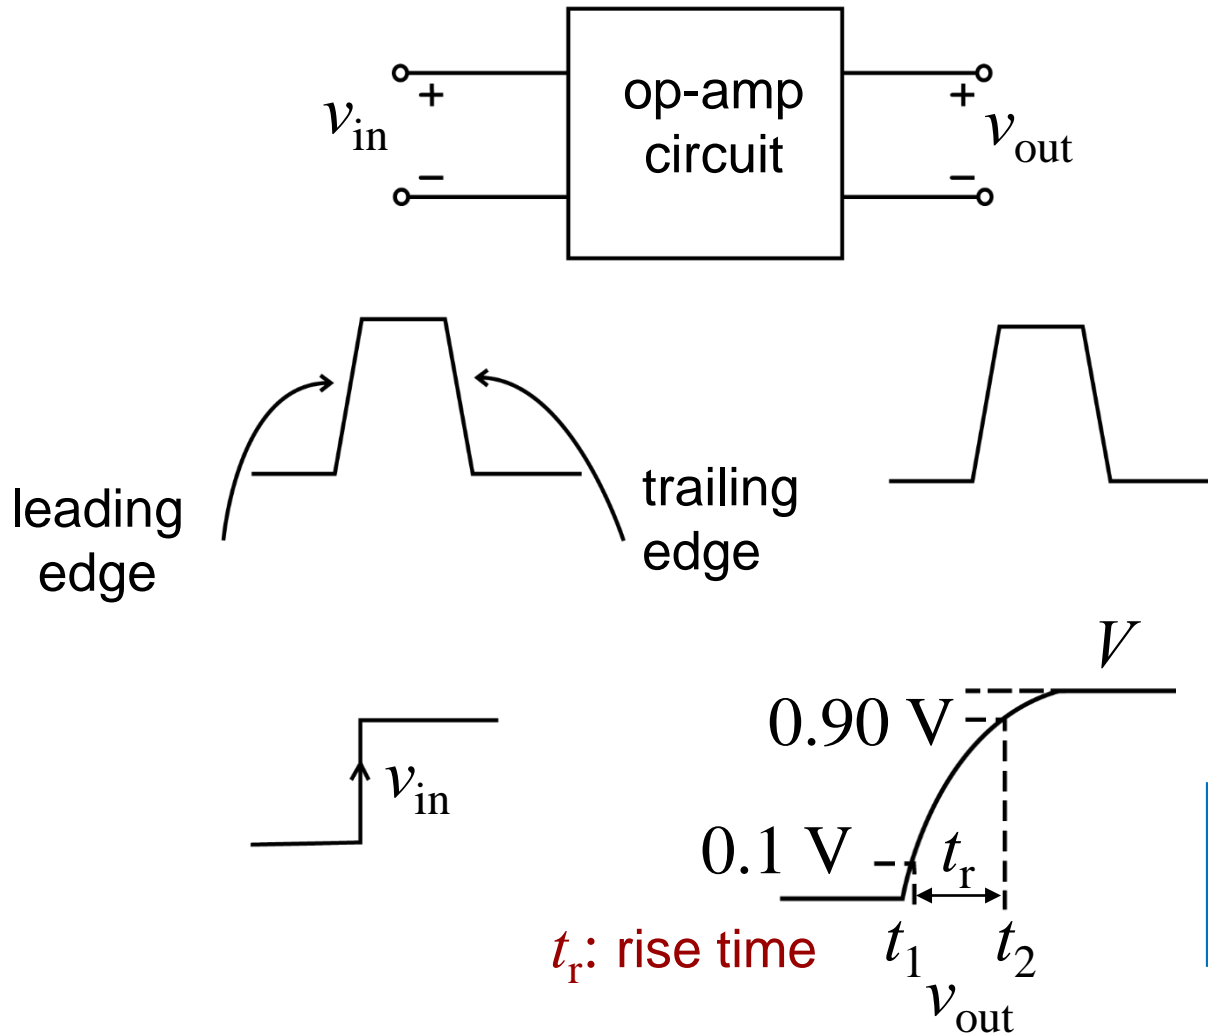 +
op-amp
+
v_in
circuit
v_out
−
−
leading
edge
trailing
edge
V
0.90 V
v_in
0.1 V
t_r
t_r: rise time
t_1
t_2
v_out